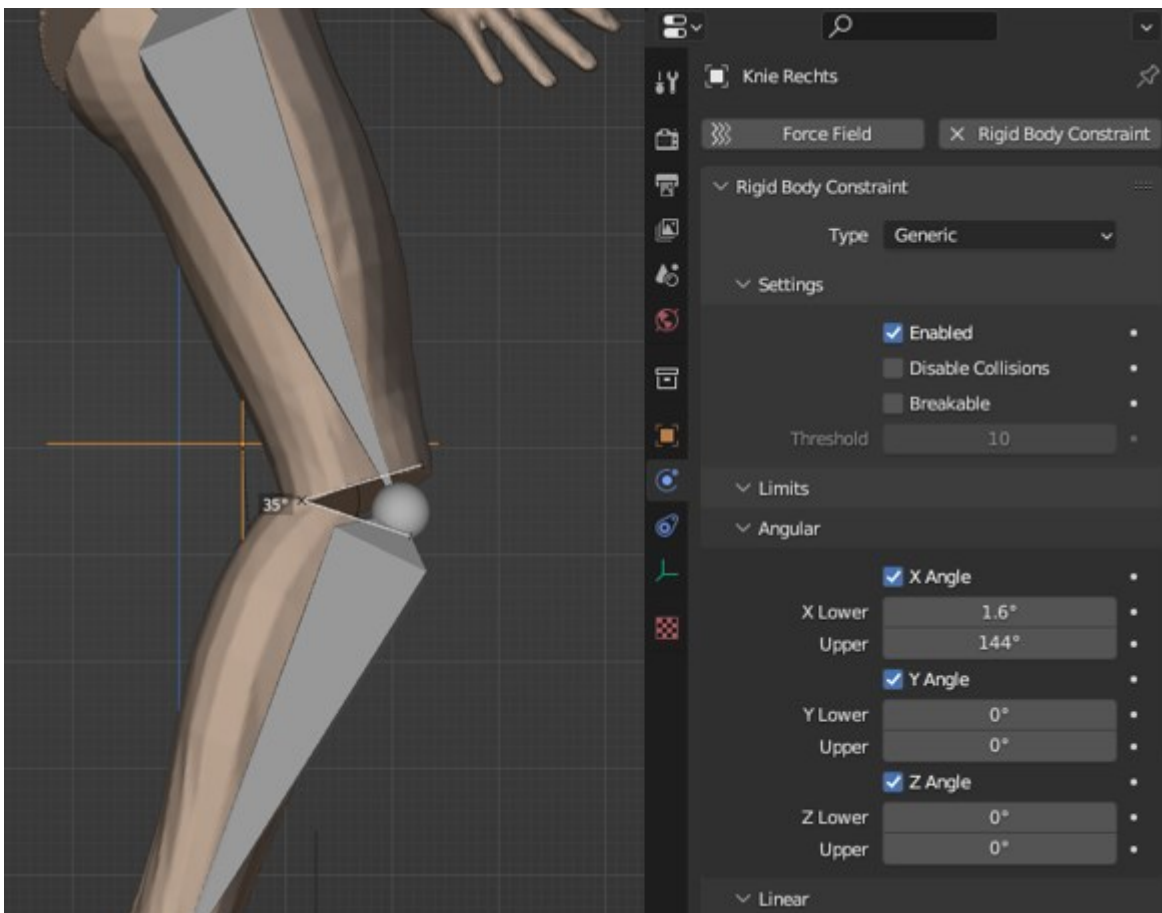 35°
Knie Rechts
Force Field
Rigid Body Constraint
Rigid Body Constraint
Type Generic
Settings
Enabled
Disable Collisions
Breakable
Threshold 10
Limits
Angular
X Angle
X Lower 1.6°
Upper 144°
Y Angle
Y Lower 0°
Upper 0°
Z Angle
Z Lower 0°
Upper 0°
Linear